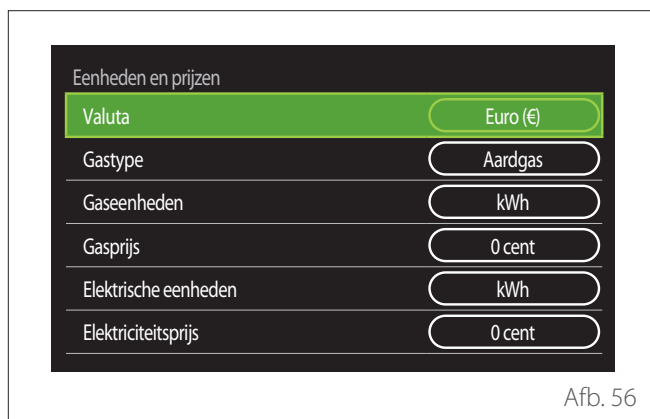 Eenheden en prijzen
Valuta Euro (€)
Gastype Aardgas
Gaseenheden kWh
Gasprijs 0 cent
Elektrische eenheden kWh
Elektriciteitsprijs 0 cent
Afb. 56